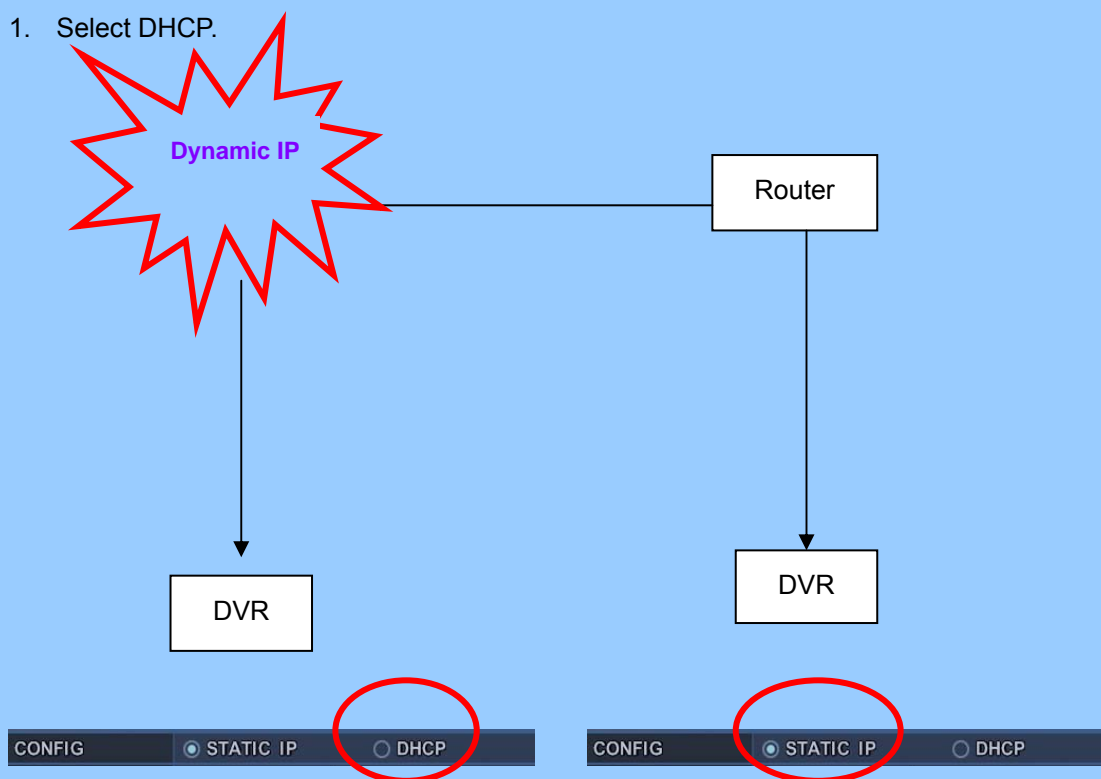 1. Select DHCP.
Dynamic IP
Router
DVR
DVR
CONFIG STATIC IP DHCP
CONFIG STATIC IP DHCP